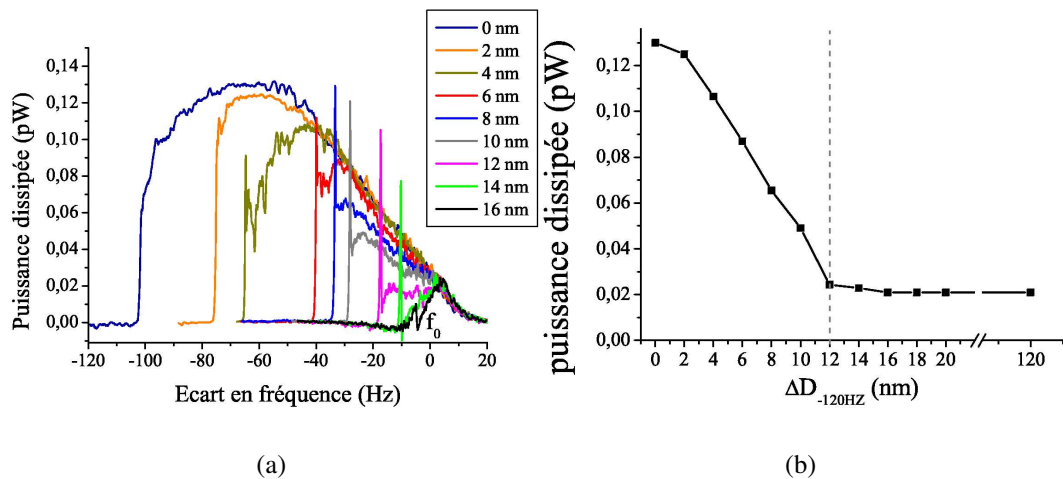 0 nm
2 nm
4 nm
6 nm
8 nm
10 nm
12 nm
14 nm
16 nm
Puissance dissipée (pW)
0,14
0,12
0,10
0,08
0,06
0,04
0,02
0,00
f₀
-120 -100 -80 -60 -40 -20 0 20
Ecart en fréquence (Hz)
(a)
puissance dissipée (pW)
0,12
0,10
0,08
0,06
0,04
0,02
0,00
0 2 4 6 8 10 12 14 16 18 20 120
ΔD-120HZ (nm)
(b)